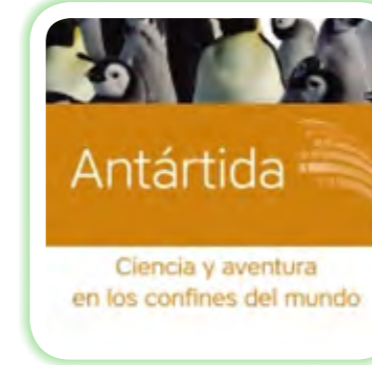 Antártida
Ciencia y aventura
en los confines del mundo